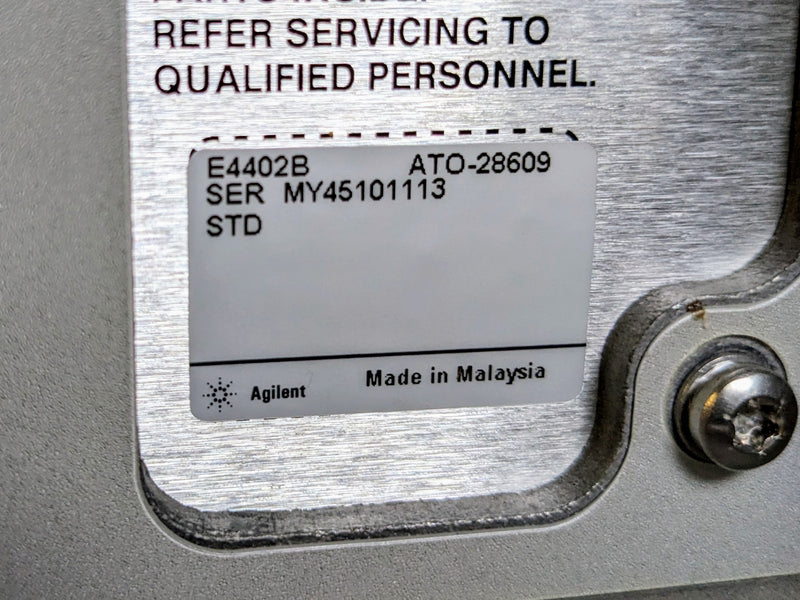 REFER SERVICING TO
QUALIFIED PERSONNEL.
E4402B ATO-28609
SER MY45101113
STD
Agilent Made in Malaysia